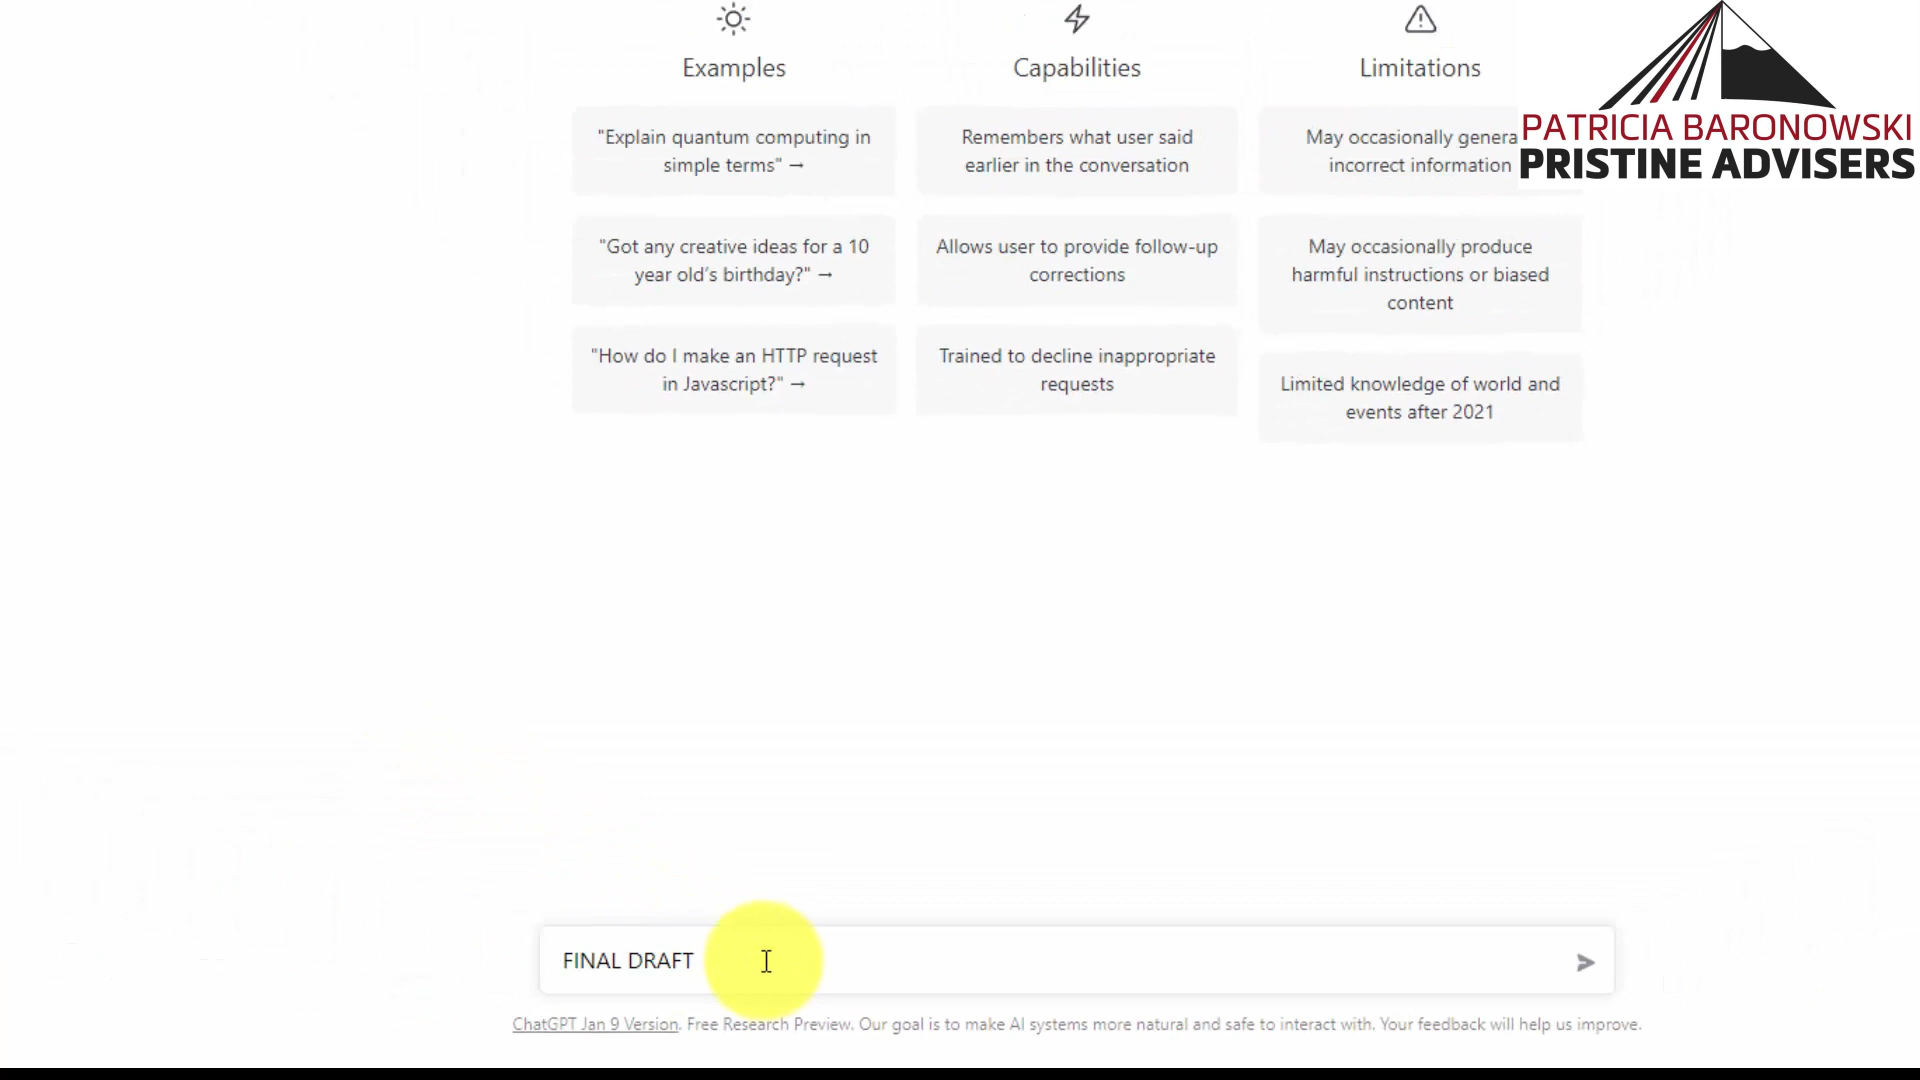 Examples
Capabilities
Limitations
PATRICIA BARONOWSKI
PRISTINE ADVISERS
"Explain quantum computing in
simple terms" →
Remembers what user said
earlier in the conversation
May occasionally genera
incorrect information
"Got any creative ideas for a 10
year old's birthday?" →
Allows user to provide follow-up
corrections
May occasionally produce
harmful instructions or biased
content
"How do I make an HTTP request
in Javascript?" →
Trained to decline inappropriate
requests
Limited knowledge of world and
events after 2021
FINAL DRAFT
ChatGPT Jan 9 Version. Free Research Preview. Our goal is to make AI systems more natural and safe to interact with. Your feedback will help us improve.